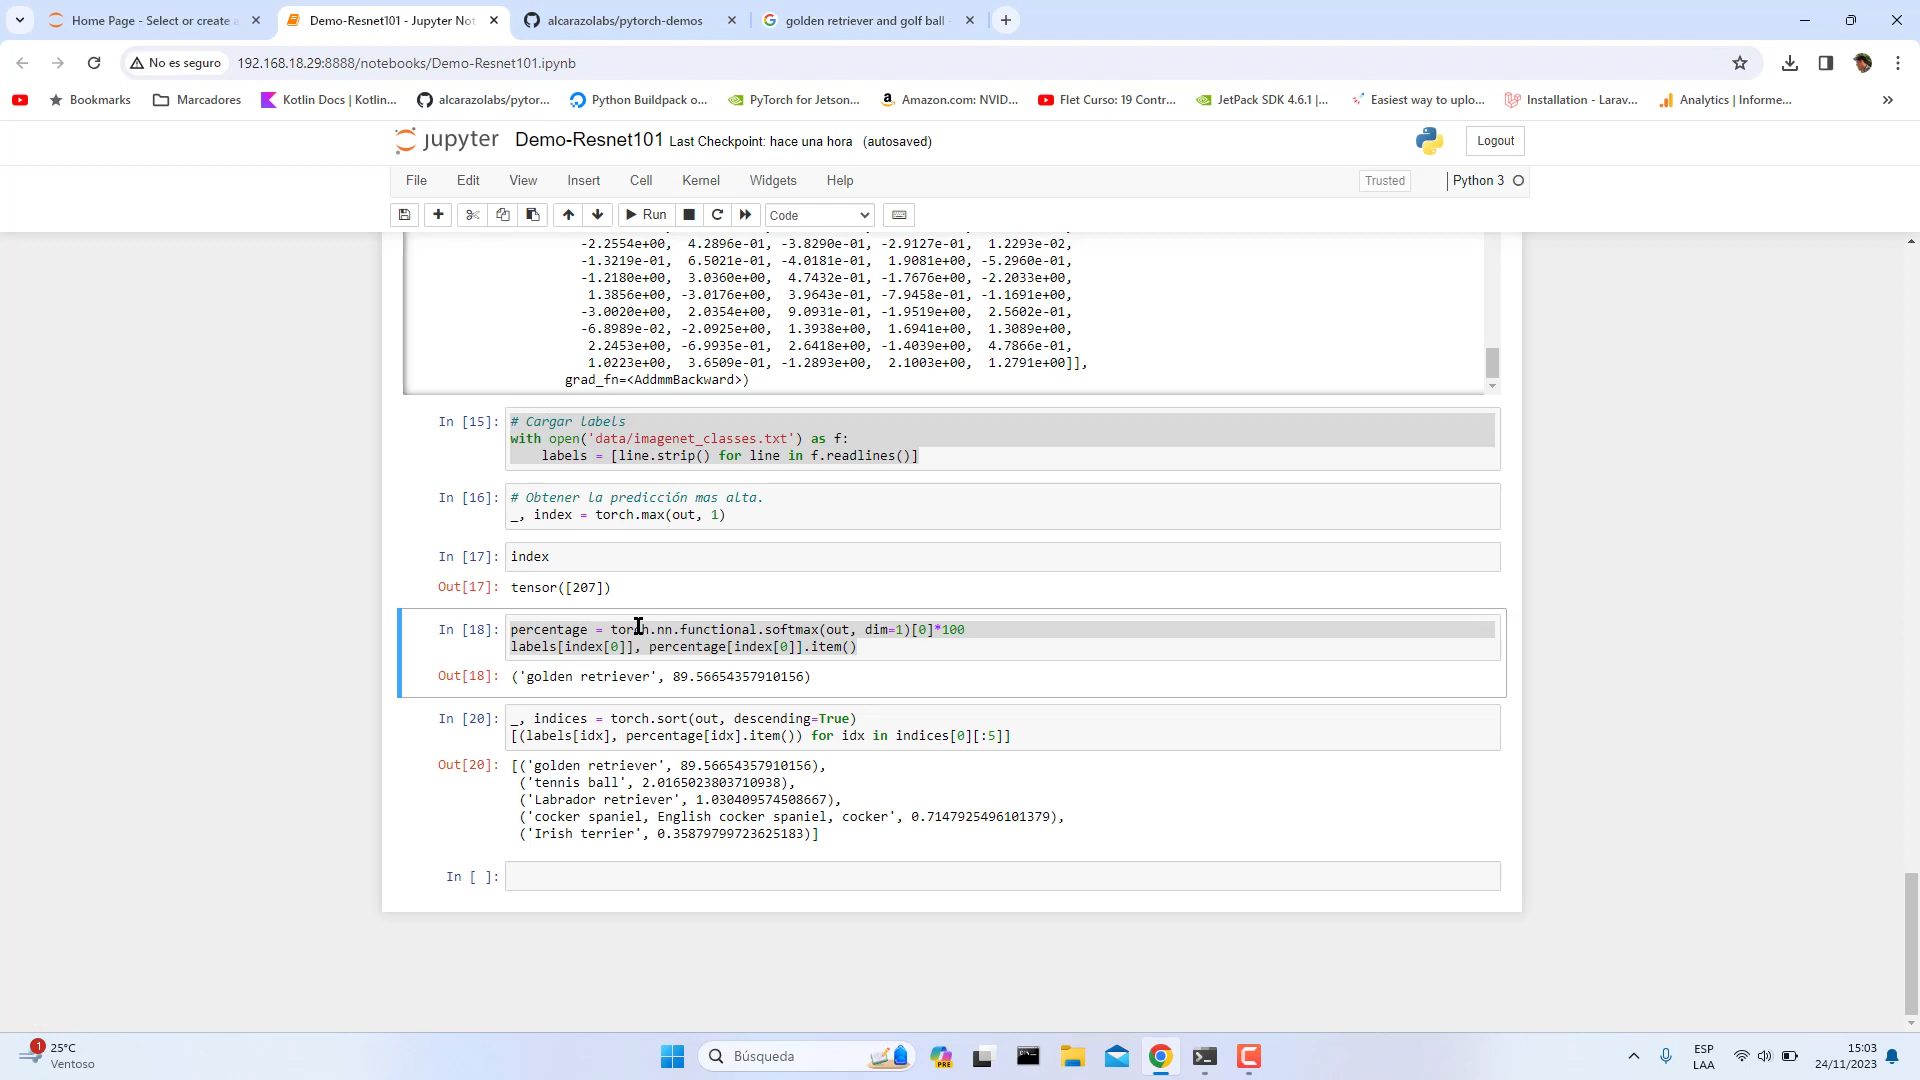 Home Page - Select or create a
Demo-Resnet101 - Jupyter Not
alcarazolabs/pytorch-demos
golden retriever and golf ball -
No es seguro
192.168.18.29:8888/notebooks/Demo-Resnet101.ipynb
Bookmarks
Marcadores
Kotlin Docs | Kotlin...
alcarazolabs/pytor...
Python Buildpack o...
PyTorch for Jetson...
Amazon.com: NVID...
Flet Curso: 19 Contr...
JetPack SDK 4.6.1 |...
Easiest way to uplo...
Installation - Larav...
Analytics | Informe...
jupyter Demo-Resnet101 Last Checkpoint: hace una hora (autosaved)
Logout
File Edit View Insert Cell Kernel Widgets Help
Trusted
Python 3
Run
Code
-2.2554e+00, 4.2896e-01, -3.8290e-01, -2.9127e-01, 1.2293e-02,
-1.3219e-01, 6.5021e-01, -4.0181e-01, 1.9081e+00, -5.2960e-01,
-1.2180e+00, 3.0360e+00, 4.7432e-01, -1.7676e+00, -2.2033e+00,
1.3856e+00, -3.0176e+00, 3.9643e-01, -7.9458e-01, -1.1691e+00,
-3.0020e+00, 2.0354e+00, 9.0931e-01, -1.9519e+00, 2.5602e-01,
-6.8989e-02, -2.0925e+00, 1.3938e+00, 1.6941e+00, 1.3089e+00,
2.2453e+00, -6.9935e-01, 2.6418e+00, -1.4039e+00, 4.7866e-01,
1.0223e+00, 3.6509e-01, -1.2893e+00, 2.1003e+00, 1.2791e+00]],
grad_fn=<AddmmBackward>)
In [15]: # Cargar labels
with open('data/imagenet_classes.txt') as f:
labels = [line.strip() for line in f.readlines()]
In [16]: # Obtener la predicción mas alta.
_, index = torch.max(out, 1)
In [17]: index
Out[17]: tensor([207])
In [18]: percentage = torch.nn.functional.softmax(out, dim=1)[0]*100
labels[index[0]], percentage[index[0]].item()
Out[18]: ('golden retriever', 89.56654357910156)
In [20]: _, indices = torch.sort(out, descending=True)
[(labels[idx], percentage[idx].item()) for idx in indices[0][:5]]
Out[20]: [('golden retriever', 89.56654357910156),
('tennis ball', 2.0165023803710938),
('Labrador retriever', 1.030409574508667),
('cocker spaniel, English cocker spaniel, cocker', 0.7147925496101379),
('Irish terrier', 0.35879799723625183)]
In [ ]:
1
25°C
Ventoso
Búsqueda
PRE
ESP
LAA
15:03
24/11/2023